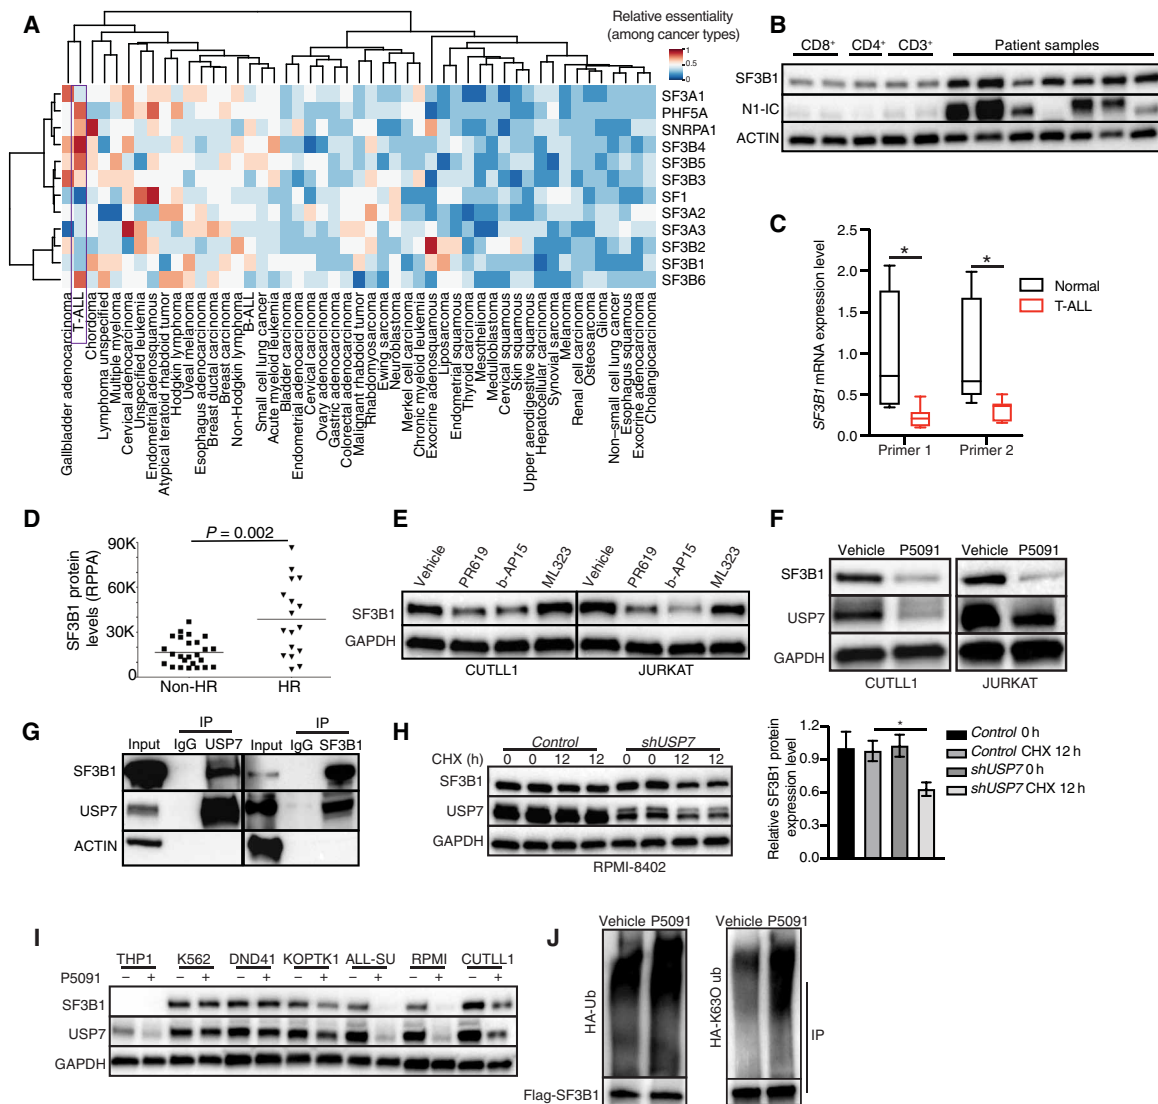 A
Relative essentiality
(among cancer types)
1
0.5
0
SF3A1
PHF5A
SNRPA1
SF3B4
SF3B5
SF3B3
SF1
SF3A2
SF3A3
SF3B2
SF3B1
SF3B6
Gallbladder adenocarcinoma
T-ALL
Chordoma
Lymphoma unspecified
Multiple myeloma
Cervical adenocarcinoma
Unspecified leukemia
Endometrial adenosquamous
Atypical teratoid rhabdoid tumor
Hodgkin lymphoma
Uveal melanoma
Esophagus adenocarcinoma
Breast ductal carcinoma
Breast carcinoma
Non-Hodgkin lymphoma
B-ALL
Small cell lung cancer
Acute myeloid leukemia
Bladder carcinoma
Endometrial adenocarcinoma
Cervical carcinoma
Ovary adenocarcinoma
Gastric adenocarcinoma
Colorectal adenocarcinoma
Malignant rhabdoid tumor
Rhabdomyosarcoma
Ewing sarcoma
Neuroblastoma
Merkel cell carcinoma
Chronic myeloid leukemia
Exocrine adenosquamous
Liposarcoma
Endometrial squamous
Thyroid carcinoma
Mesothelioma
Medulloblastoma
Cervical squamous
Skin squamous
Upper aerodigestive squamous
Hepatocellular carcinoma
Synovial sarcoma
Melanoma
Renal cell carcinoma
Osteosarcoma
Glioma
Non–small cell lung cancer
Esophagus squamous
Exocrine adenocarcinoma
Cholangiocarcinoma
B
CD8+ CD4+ CD3+ Patient samples
SF3B1
N1-IC
ACTIN
C
SF3B1 mRNA expression level
2.5
2.0
1.5
1.0
0.5
0.0
* *
Primer 1 Primer 2
Normal
T-ALL
D
P = 0.002
SF3B1 protein
levels (RPPA)
90K
60K
30K
0
Non-HR HR
E
Vehicle PR619 b-AP15 ML323 Vehicle PR619 b-AP15 ML323
SF3B1
GAPDH
CUTLL1 JURKAT
F
Vehicle P5091 Vehicle P5091
SF3B1
USP7
GAPDH
CUTLL1 JURKAT
G
IP IP
Input IgG USP7 Input IgG SF3B1
SF3B1
USP7
ACTIN
H
Control shUSP7
CHX (h) 0 0 12 12 0 0 12 12
SF3B1
USP7
GAPDH
RPMI-8402
Relative SF3B1 protein
expression level
1.2
0.9
0.6
0.3
0.0
*
Control 0 h
Control CHX 12 h
shUSP7 0 h
shUSP7 CHX 12 h
I
THP1 K562 DND41 KOPTK1 ALL-SU RPMI CUTLL1
P5091 – + – + – + – + – + – + – +
SF3B1
USP7
GAPDH
J
Vehicle P5091 Vehicle P5091
HA-Ub
HA-K63O ub
IP
Flag-SF3B1